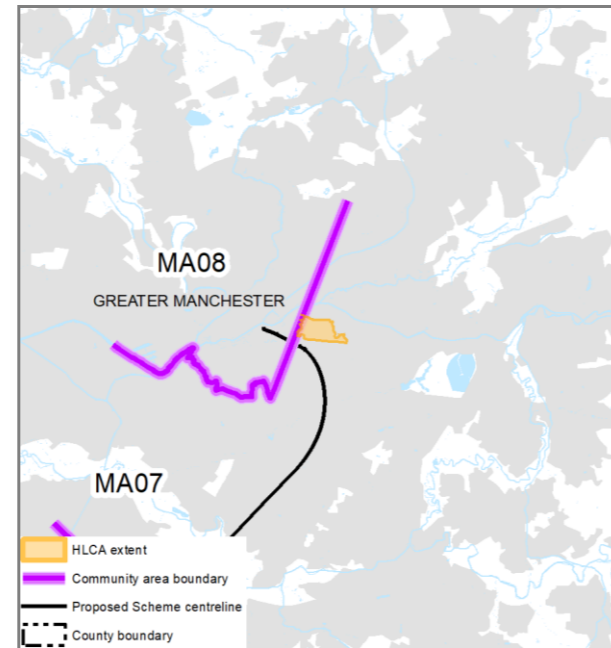 MA08
GREATER MANCHESTER
MA07
HLCA extent
Community area boundary
Proposed Scheme centreline
County boundary